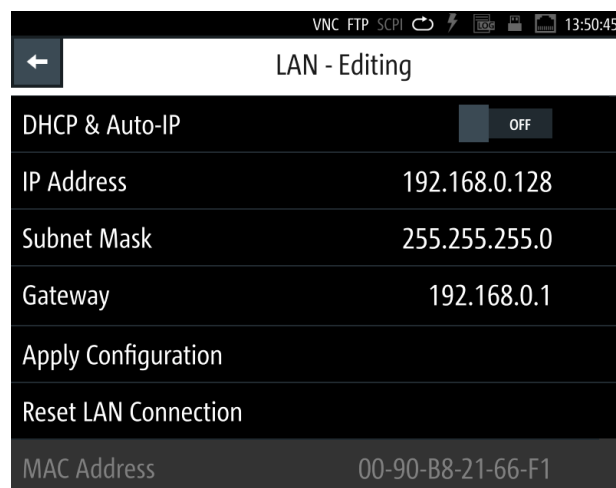 VNC FTP SCPI LOG 13:50:45
LAN - Editing
DHCP & Auto-IP OFF
IP Address 192.168.0.128
Subnet Mask 255.255.255.0
Gateway 192.168.0.1
Apply Configuration
Reset LAN Connection
MAC Address 00-90-B8-21-66-F1